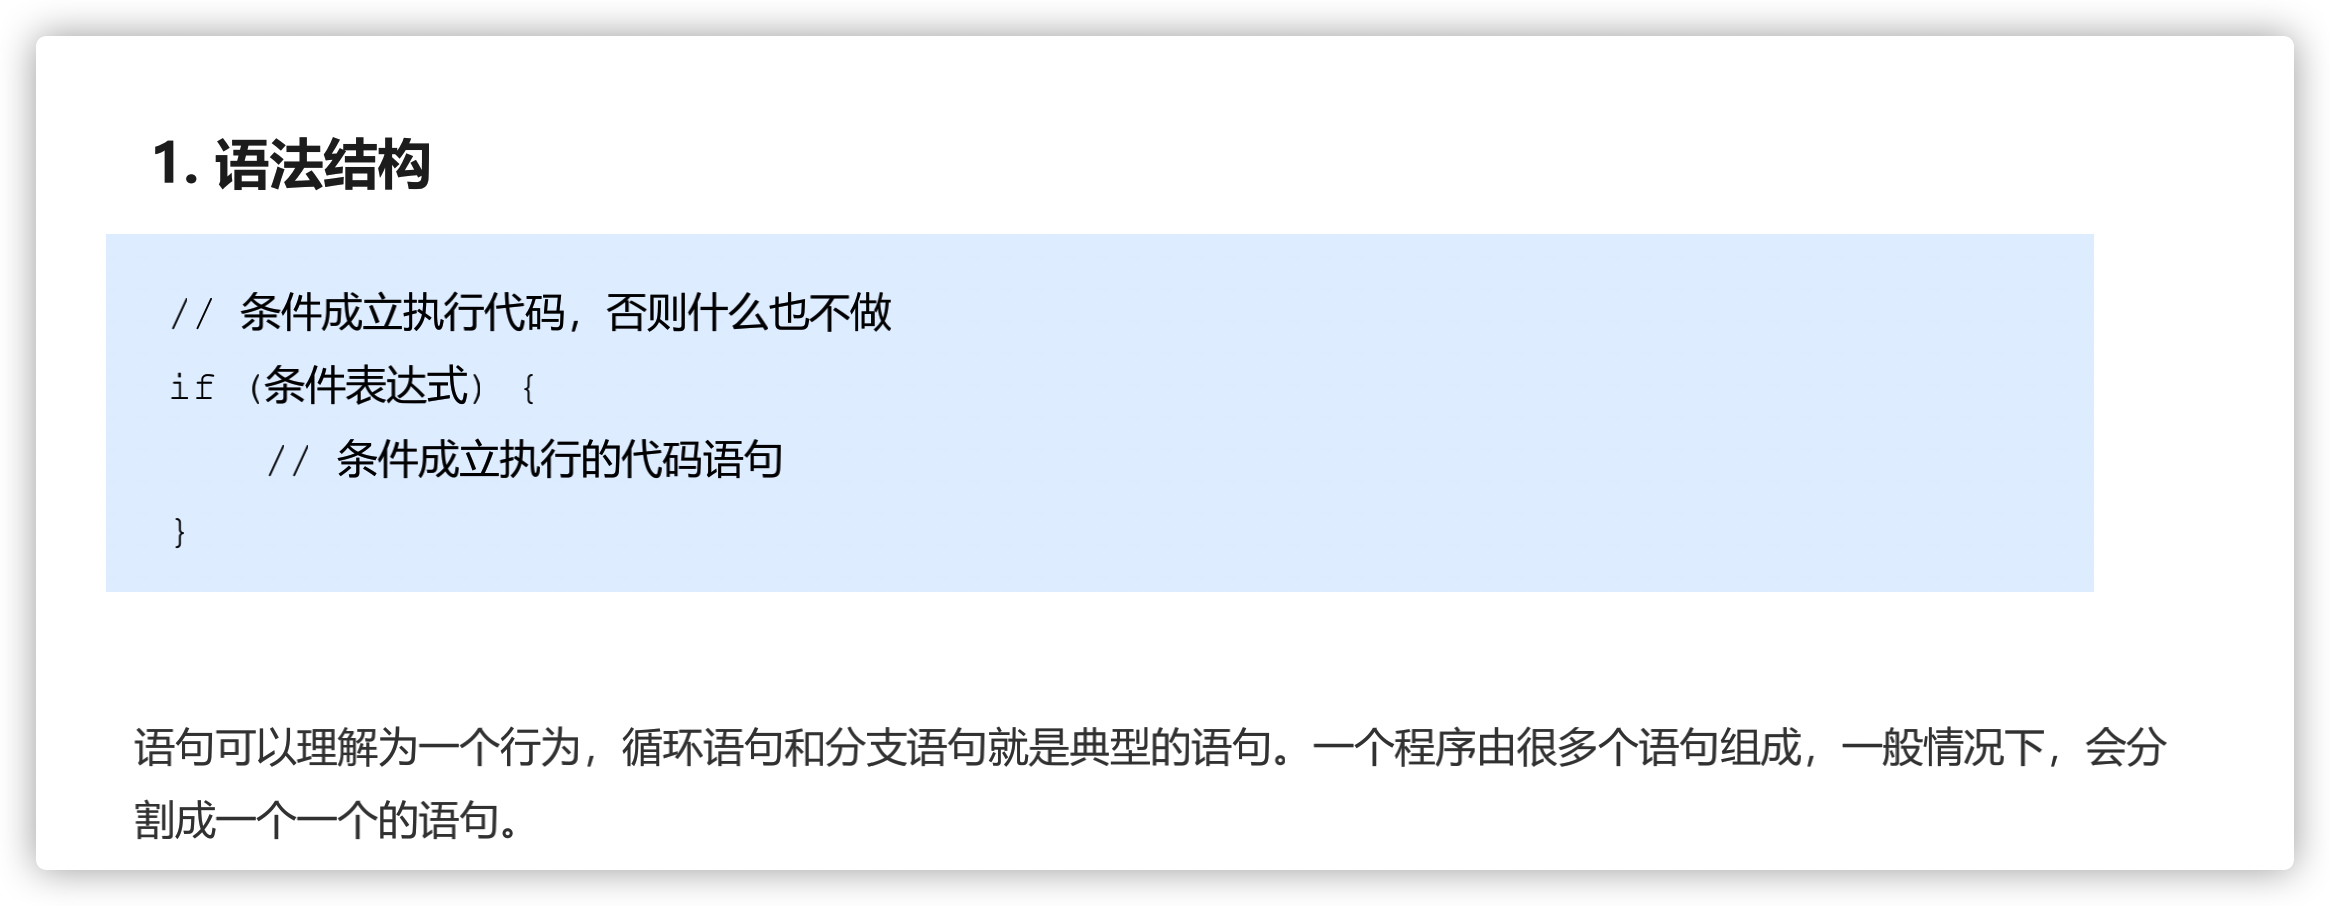 1. 语法结构
// 条件成立执行代码，否则什么也不做
if (条件表达式) {
    // 条件成立执行的代码语句
}
语句可以理解为一个行为，循环语句和分支语句就是典型的语句。一个程序由很多个语句组成，一般情况下，会分
割成一个一个的语句。